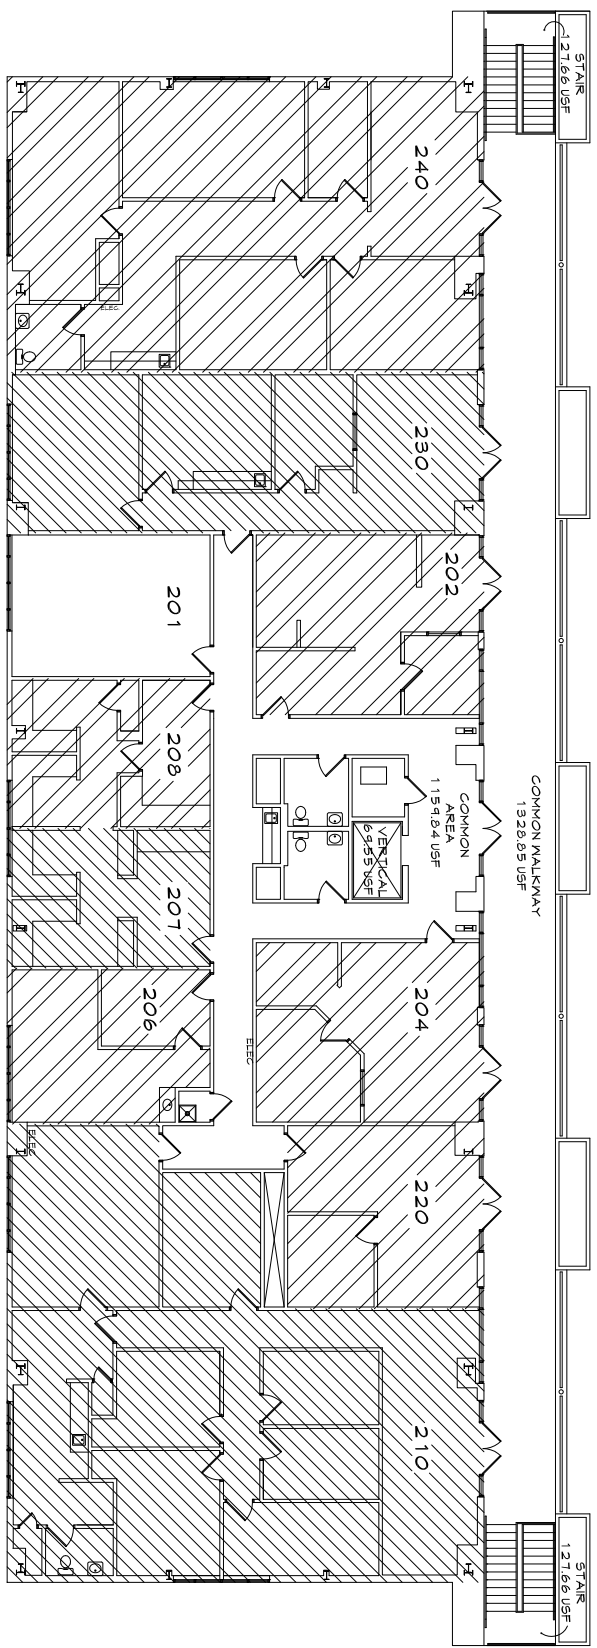 STAIR
127.66 USF
240
ELEC
230
202
201
208
COMMON
AREA
1159.84 USF
VERTICAL
69.55 USF
COMMON WALKWAY
1328.85 USF
207
206
204
ELEC
ELEC
220
210
STAIR
127.66 USF